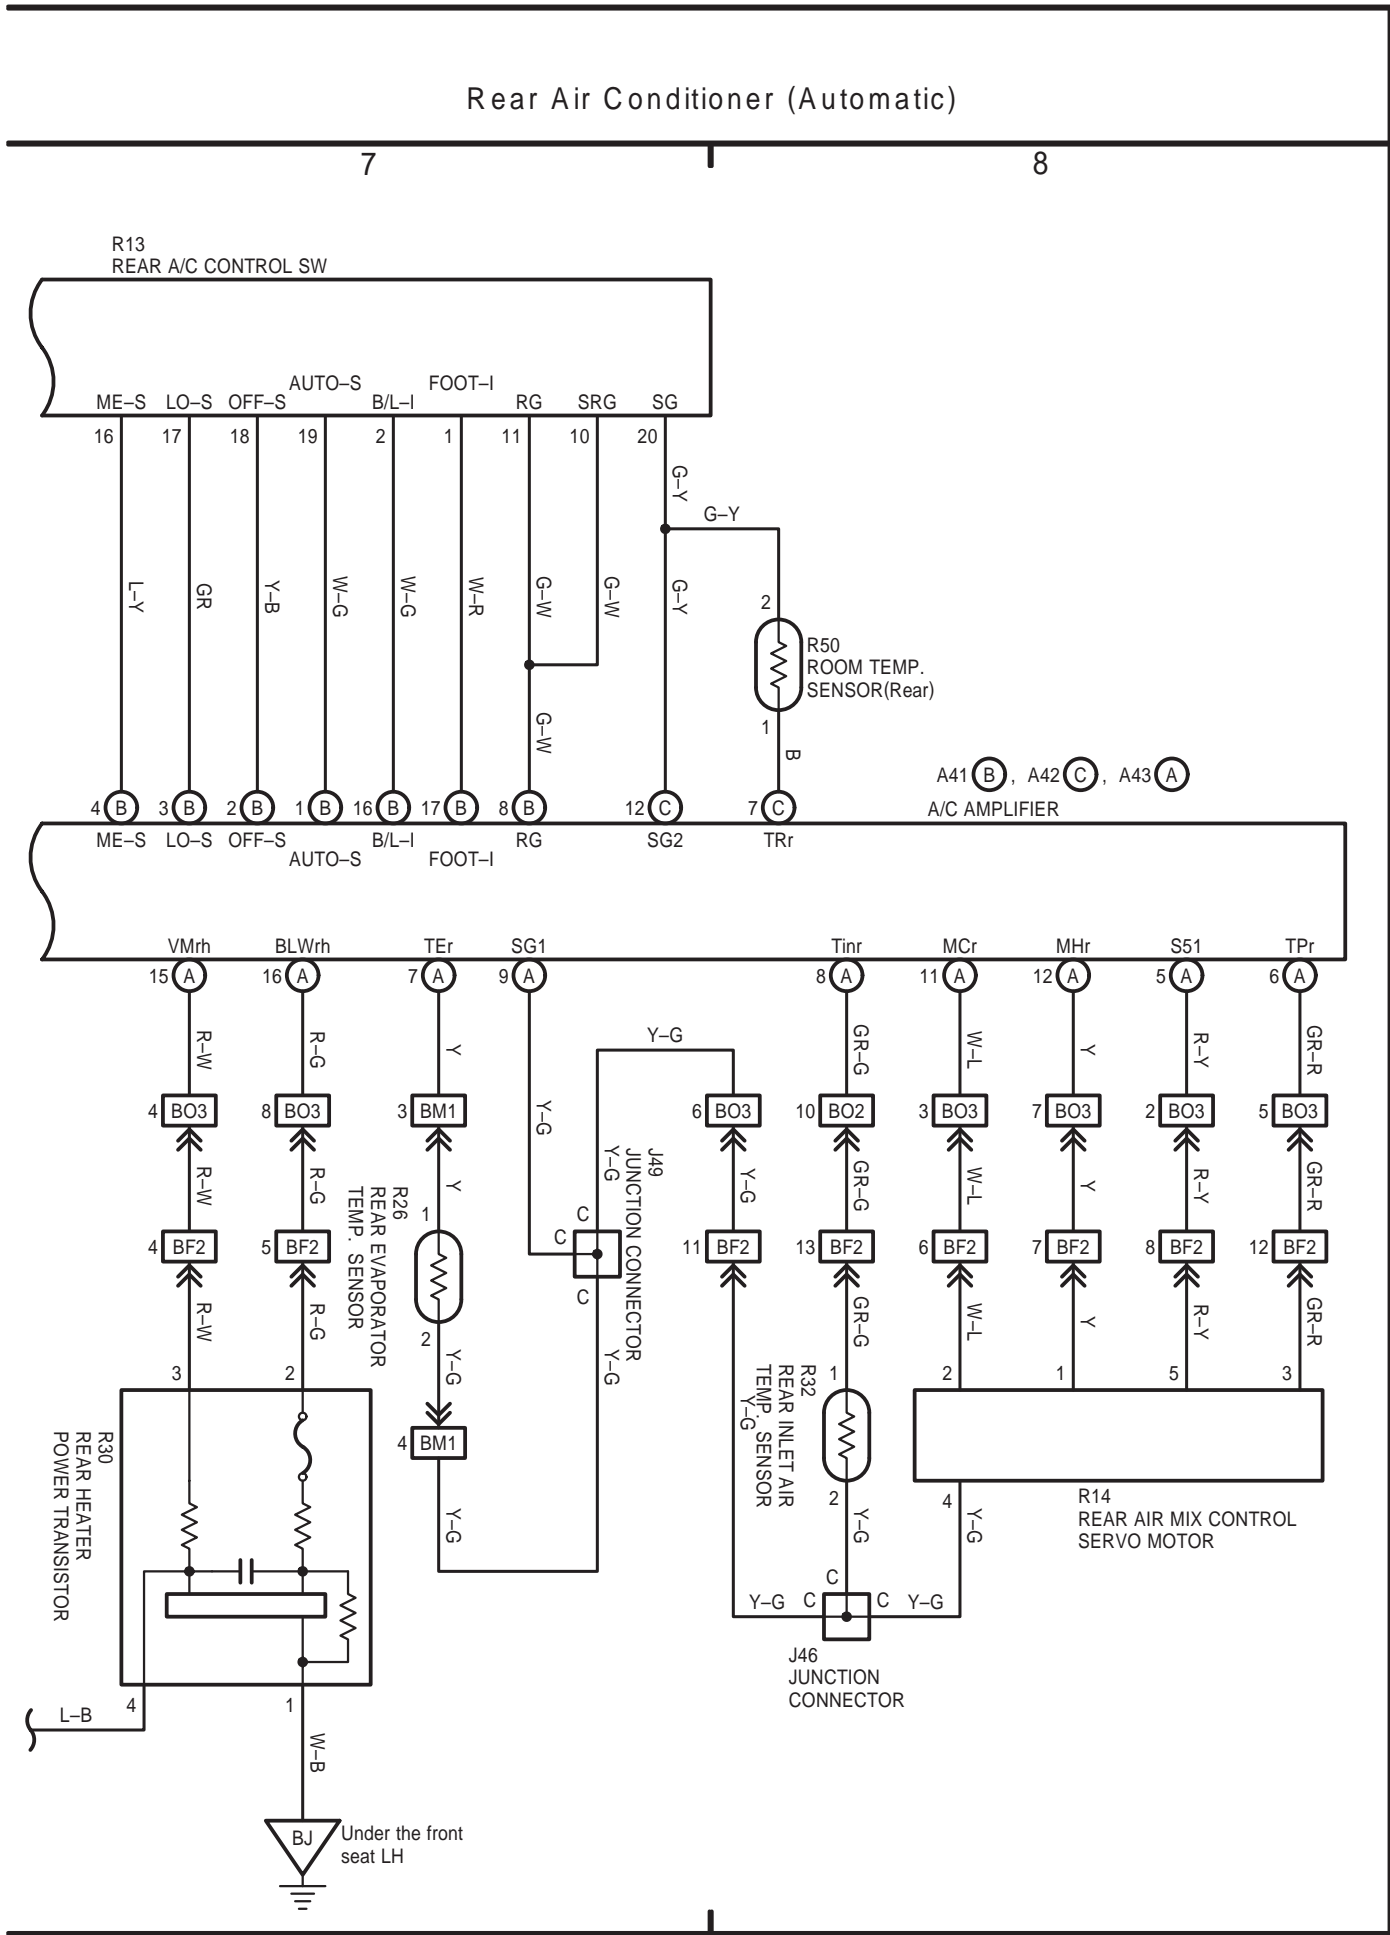 Rear Air Conditioner (Automatic)
7 8
R13
REAR A/C CONTROL SW
AUTO–S FOOT–I
ME–S LO–S OFF–S B/L–I RG SRG SG
16 17 18 19 2 1 11 10 20
G–Y
G–Y
L–Y GR Y–B W–G W–G W–R G–W G–W G–Y
2
R50
ROOM TEMP.
SENSOR(Rear)
1
G–W B
A41 B , A42 C , A43 A
A/C AMPLIFIER
4 B 3 B 2 B 1 B 16 B 17 B 8 B 12 C 7 C
ME–S LO–S OFF–S B/L–I RG SG2 TRr
AUTO–S FOOT–I
VMrh BLWrh TEr SG1 Tinr MCr MHr S51 TPr
15 A 16 A 7 A 9 A 8 A 11 A 12 A 5 A 6 A
Y–G
R–W R–G Y GR–G W–L Y R–Y GR–R
4 BO3 8 BO3 3 BM1 6 BO3 10 BO2 3 BO3 7 BO3 2 BO3 5 BO3
Y–G
Y–G
J49
JUNCTION CONNECTOR
R–W R–G Y Y–G GR–G W–L Y R–Y GR–R
R26
REAR EVAPORATOR
TEMP. SENSOR
1
C
C
C
4 BF2 5 BF2 11 BF2 13 BF2 6 BF2 7 BF2 8 BF2 12 BF2
R–W R–G GR–G W–L Y R–Y GR–R
2
Y–G Y–G
3 2 1 2 1 5 3
R32
REAR INLET AIR
TEMP. SENSOR
Y–G
4 BM1
R30
REAR HEATER
POWER TRANSISTOR
2 4
R14
REAR AIR MIX CONTROL
SERVO MOTOR
Y–G Y–G Y–G
C
Y–G C C Y–G
J46
JUNCTION
CONNECTOR
4 1
L–B
W–B
BJ
Under the front
seat LH